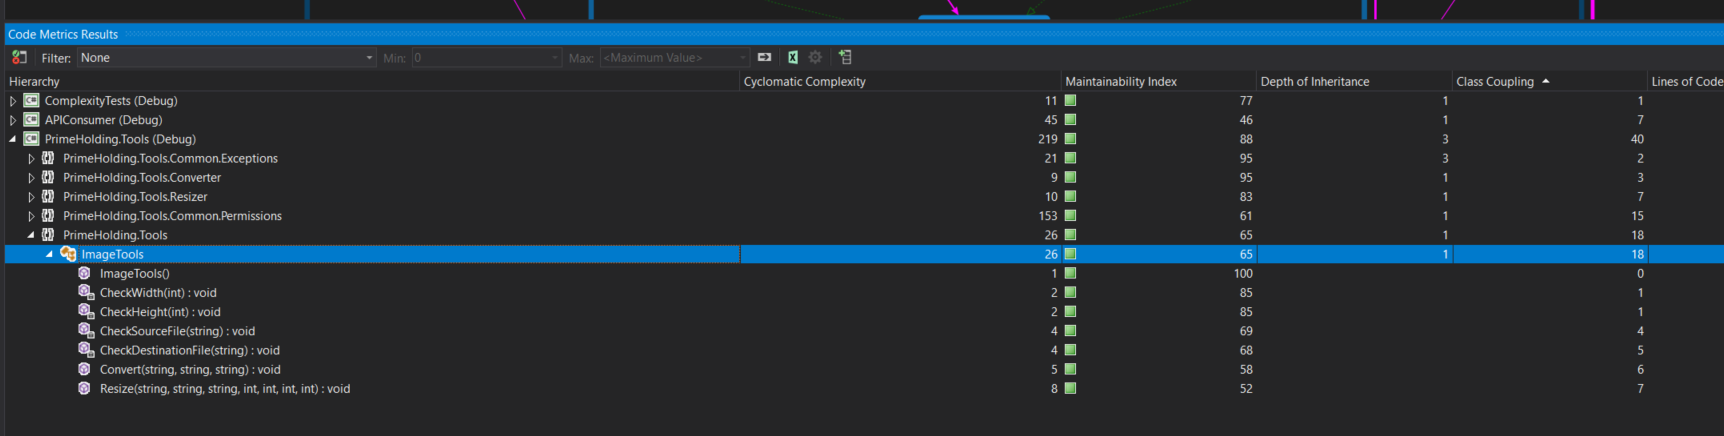 Code Metrics Results
Filter: None Min: 0 Max: <Maximum Value>
Hierarchy Cyclomatic Complexity Maintainability Index Depth of Inheritance Class Coupling Lines of Code
ComplexityTests (Debug) 11 77 1 1
APIConsumer (Debug) 45 46 1 7
PrimeHolding.Tools (Debug) 219 88 3 40
PrimeHolding.Tools.Common.Exceptions 21 95 3 2
PrimeHolding.Tools.Converter 9 95 1 3
PrimeHolding.Tools.Resizer 10 83 1 7
PrimeHolding.Tools.Common.Permissions 153 61 1 15
PrimeHolding.Tools 26 65 1 18
ImageTools 26 65 1 18
ImageTools() 1 100 0
CheckWidth(int) : void 2 85 1
CheckHeight(int) : void 2 85 1
CheckSourceFile(string) : void 4 69 4
CheckDestinationFile(string) : void 4 68 5
Convert(string, string, string) : void 5 58 6
Resize(string, string, string, int, int, int, int) : void 8 52 7